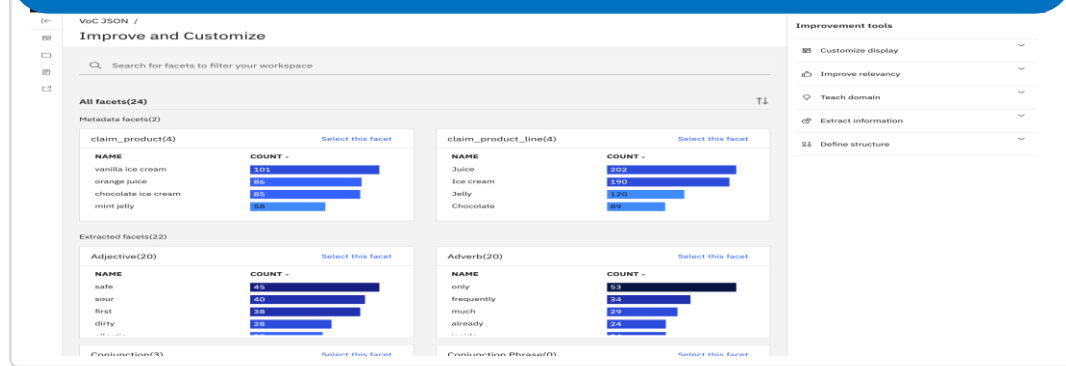 VoC JSON /
Improve and Customize
Search for facets to filter your workspace
All facets(24)
Metadata facets(2)
claim_product(4) Select this facet
NAME COUNT
vanilla ice cream 101
orange juice 86
chocolate ice cream 85
mint jelly 58
claim_product_line(4) Select this facet
NAME COUNT
Juice 202
Ice cream 190
Jelly 120
Chocolate 89
Extracted facets(22)
Adjective(20) Select this facet
NAME COUNT
safe 45
sour 40
first 38
dirty 28
Adverb(20) Select this facet
NAME COUNT
only 53
frequently 34
much 29
already 24
Conjunction(3) Select this facet
Conjunction Phrase(0) Select this facet
Improvement tools
Customize display
Improve relevancy
Teach domain
Extract information
Define structure